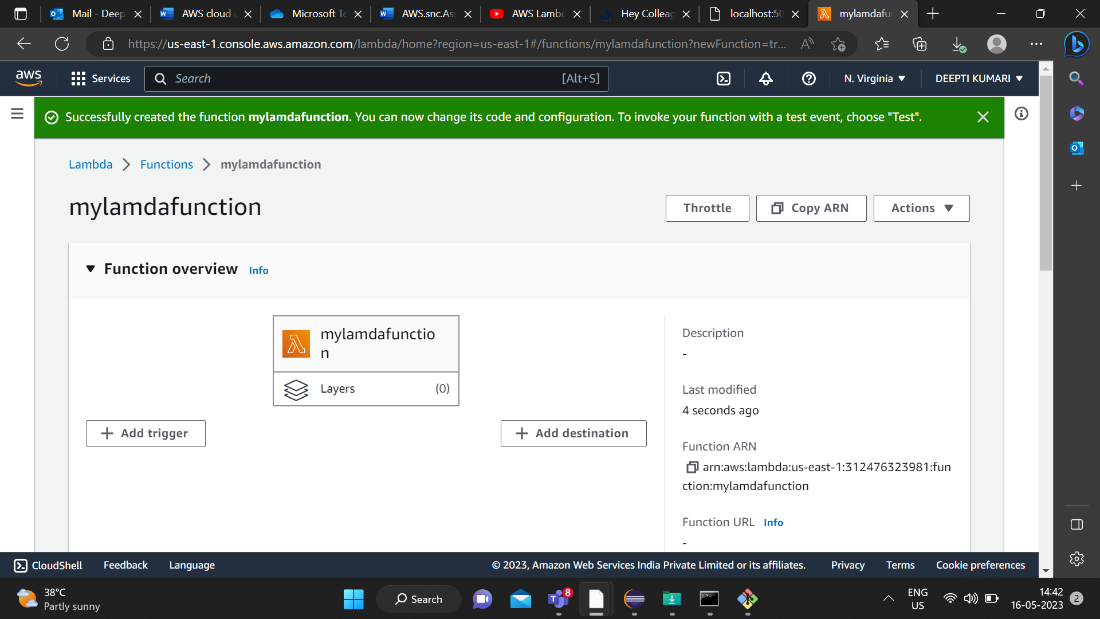 Mail - Deep
AWS cloud
Microsoft Te
AWS.snc.As
AWS Lamb
Hey Colleag
localhost:50
mylamdafun
https://us-east-1.console.aws.amazon.com/lambda/home?region=us-east-1#/functions/mylamdafunction?newFunction=tr...
aws
Services
Search
[Alt+S]
N. Virginia
DEEPTI KUMARI
Successfully created the function mylamdafunction. You can now change its code and configuration. To invoke your function with a test event, choose "Test".
Lambda
Functions
mylamdafunction
mylamdafunction
Throttle
Copy ARN
Actions
Function overview Info
mylamdafunctio
n
Layers (0)
Add trigger
Add destination
Description
-
Last modified
4 seconds ago
Function ARN
arn:aws:lambda:us-east-1:312476323981:fun
ction:mylamdafunction
Function URL Info
-
CloudShell
Feedback
Language
© 2023, Amazon Web Services India Private Limited or its affiliates.
Privacy
Terms
Cookie preferences
38°C
Partly sunny
Search
8
ENG
US
14:42
16-05-2023
2